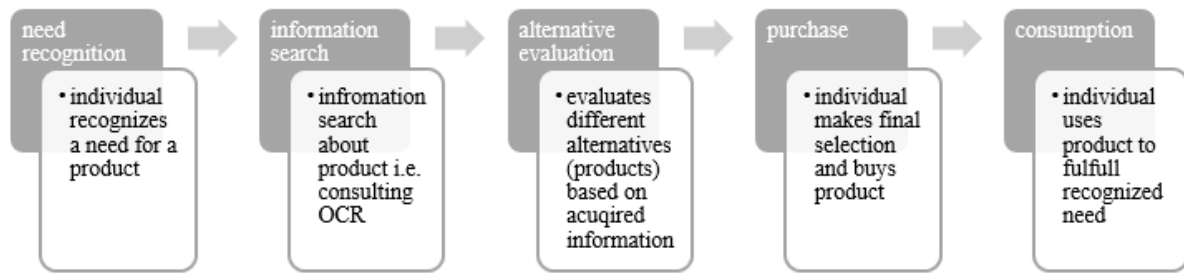 need
recognition
• individual
recognizes
a need for a
product
information
search
• infromation
search
about
product i.e.
consulting
OCR
alternative
evaluation
• evaluates
different
alternatives
(products)
based on
acuqired
information
purchase
• individual
makes final
selection
and buys
product
consumption
• individual
uses
product to
fulfull
recognized
need